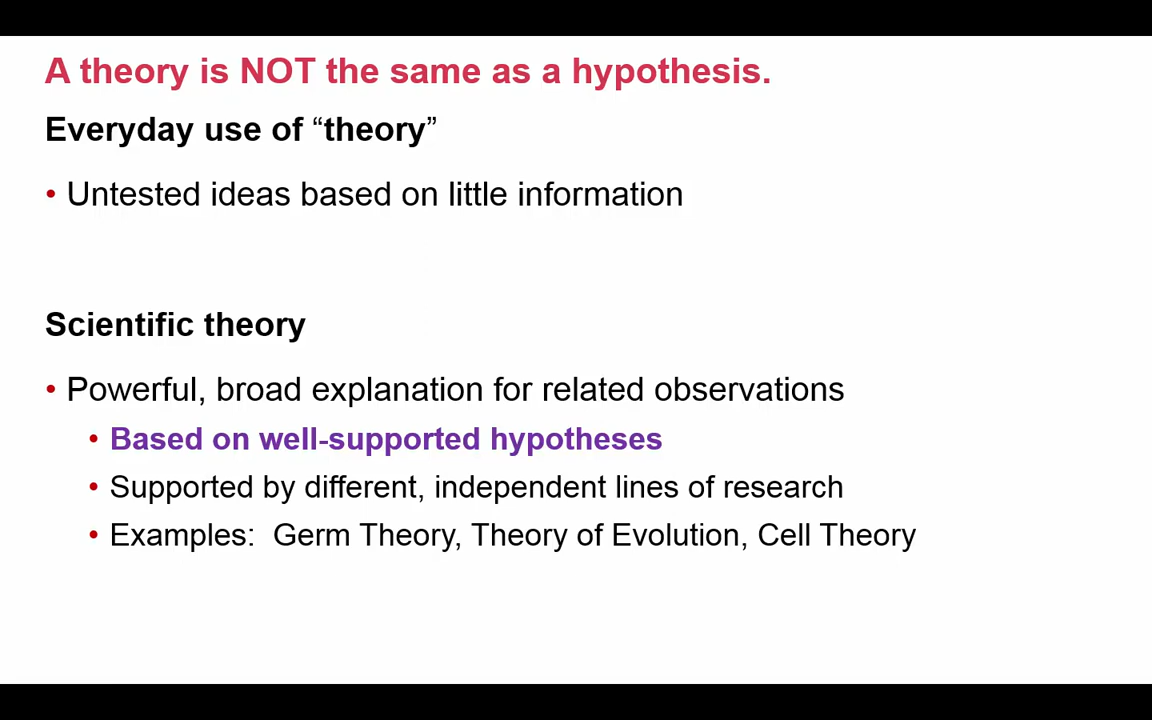 A theory is NOT the same as a hypothesis.
Everyday use of “theory”
• Untested ideas based on little information
Scientific theory
• Powerful, broad explanation for related observations
• Based on well-supported hypotheses
• Supported by different, independent lines of research
• Examples:  Germ Theory, Theory of Evolution, Cell Theory